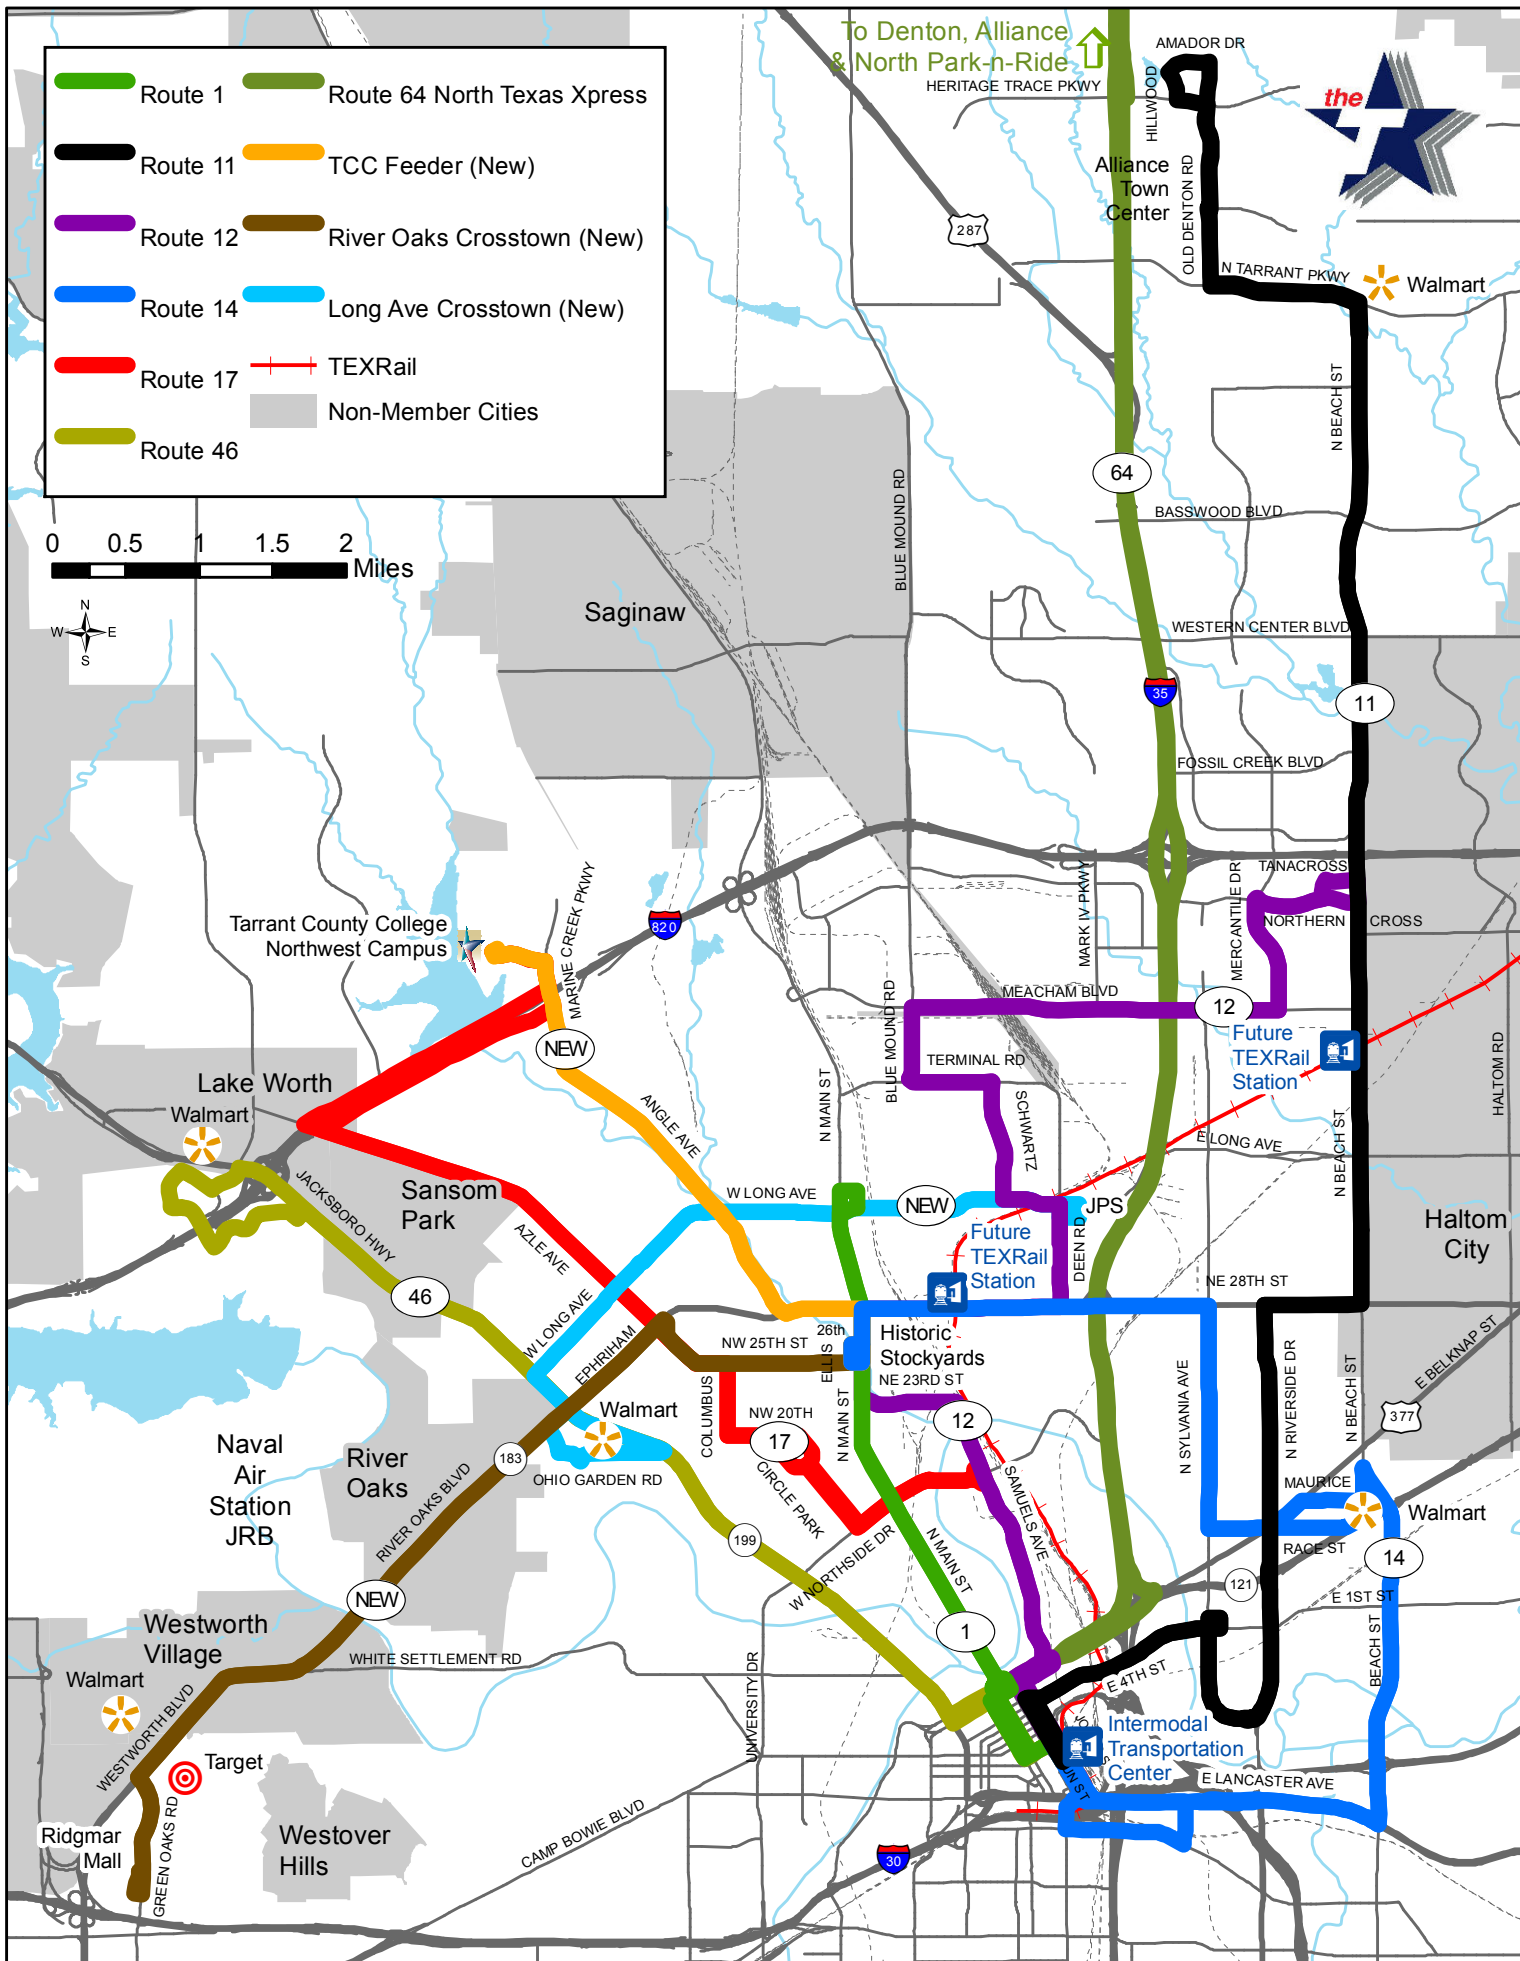 To Denton, Alliance
& North Park-n-Ride
AMADOR DR
HERITAGE TRACE PKWY
HILLWOOD
the
T
Route 1
Route 64 North Texas Xpress
Route 11
TCC Feeder (New)
Route 12
River Oaks Crosstown (New)
Route 14
Long Ave Crosstown (New)
Route 17
TEXRail
Non-Member Cities
Route 46
Alliance
Town
Center
OLD DENTON RD
287
N TARRANT PKWY
Walmart
N BEACH ST
0 0.5 1 1.5 2
Miles
N
W E
S
64
BLUE MOUND RD
BASSWOOD BLVD
Saginaw
WESTERN CENTER BLVD
35
11
FOSSIL CREEK BLVD
TANACROSS
MARK IV PKWY
MERCANTILE DR
NORTHERN CROSS
MARINE CREEK PKWY
820
Tarrant County College
Northwest Campus
BLUE MOUND RD
MEACHAM BLVD
12
NEW
Future
TEXRail
Station
TERMINAL RD
HALTOM RD
Lake Worth
Walmart
ANGLE AVE
N MAIN ST
SCHWARTZ
E LONG AVE
N BEACH ST
JACKSBORO HWY
Sansom
Park
W LONG AVE
NEW
JPS
Future
TEXRail
Station
DEEN RD
Haltom
City
AZLE AVE
46
NE 28TH ST
W LONG AVE
EPHRIHAM
NW 25TH ST
26th
ELLIS
Historic
Stockyards
NE 23RD ST
E BELKNAP ST
N SYLVANIA AVE
N RIVERSIDE DR
N BEACH ST
377
COLUMBUS
NW 20TH
17
N MAIN ST
12
Walmart
Naval
Air
Station
JRB
River
Oaks
183
OHIO GARDEN RD
CIRCLE PARK
SAMUELS AVE
MAURICE
Walmart
RIVER OAKS BLVD
199
W NORTHSIDE DR
N MAIN ST
RACE ST
14
121
E 1ST ST
NEW
Westworth
Village
1
WHITE SETTLEMENT RD
BEACH ST
Walmart
UNIVERSITY DR
E 4TH ST
WESTWORTH BLVD
Intermodal
Transportation
Center
Target
E LANCASTER AVE
GREEN OAKS RD
Ridgmar
Mall
Westover
Hills
CAMP BOWIE BLVD
30